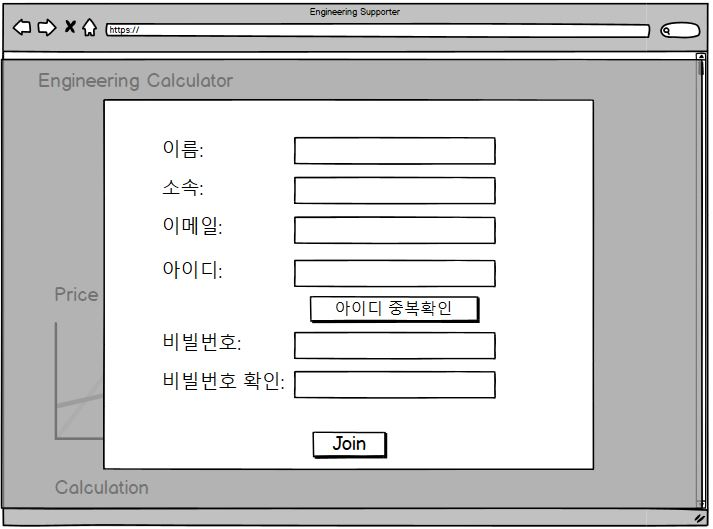 Engineering Supporter
https://
Engineering Calculator
이름:
소속:
이메일:
아이디:
아이디 중복확인
Price
비빌번호:
비빌번호 확인:
Join
Calculation